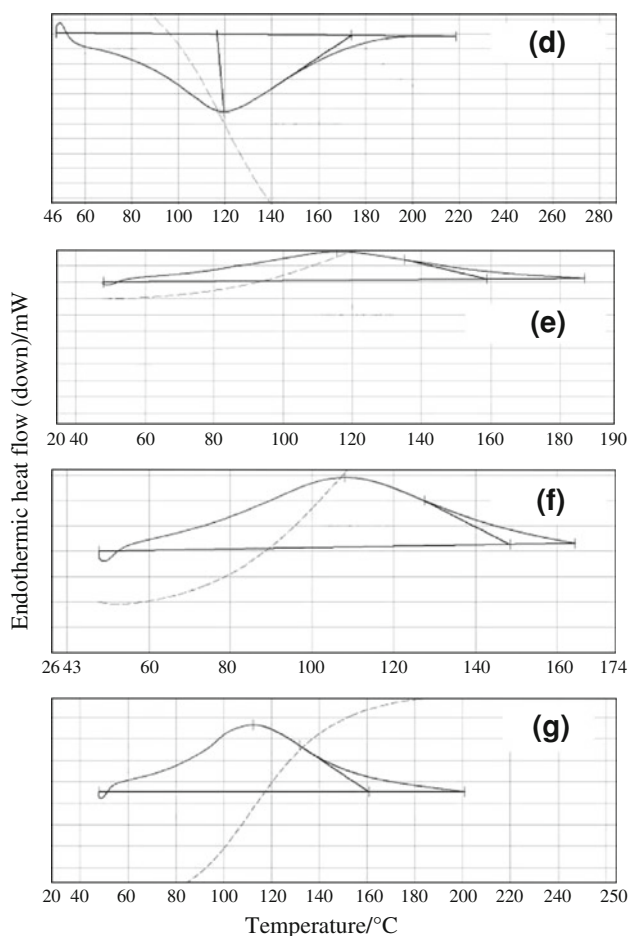 (d)
46 60 80 100 120 140 160 180 200 220 240 260 280
(e)
20 40 60 80 100 120 140 160 190
(f)
26 43 60 80 100 120 140 174
(g)
20 40 60 80 100 120 140 160 180 200 220 240 250
Endothermic heat flow (down)/mW
Temperature/°C